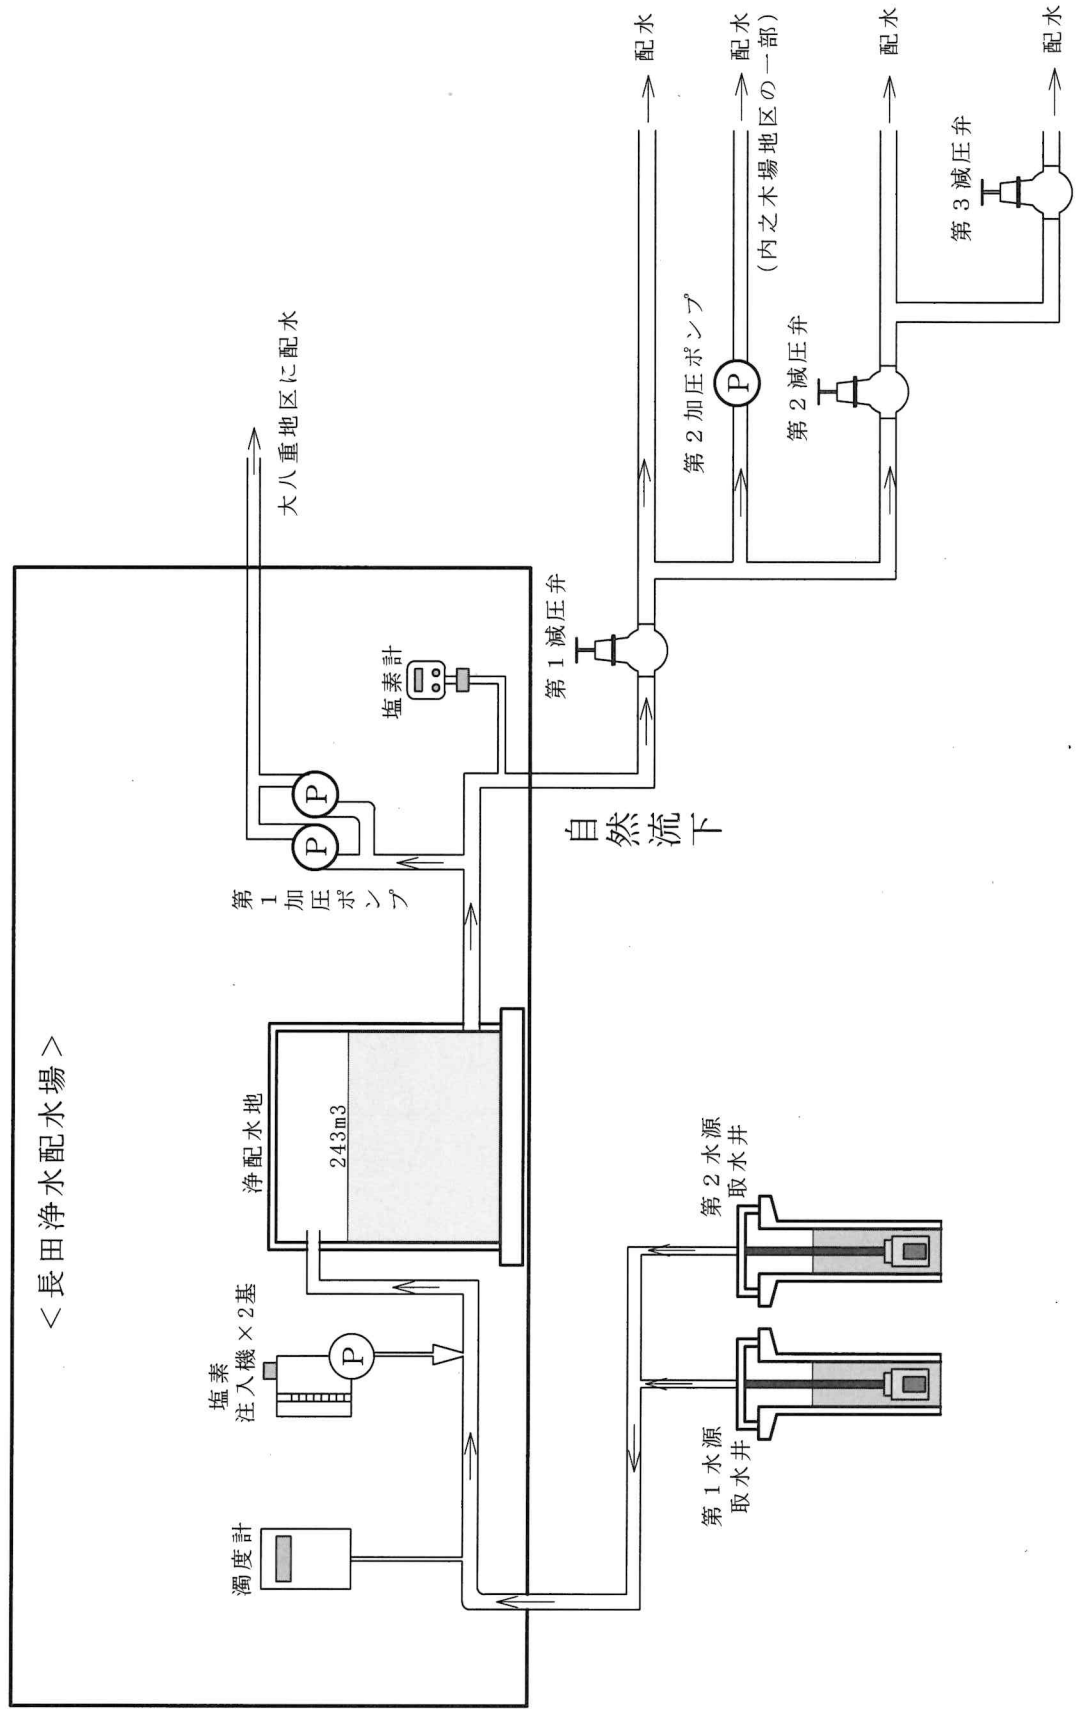 ＜長田浄水配水場＞
濁度計
塩素
注入機×2基
P
浄配水地
243m3
第1加圧ポンプ
P
P
塩素計
大八重地区に配水
自然流下
第1水源
取水井
第2水源
取水井
第1減圧弁
配水
第2加圧ポンプ
P
配水
(内之木場地区の一部)
第2減圧弁
配水
第3減圧弁
配水